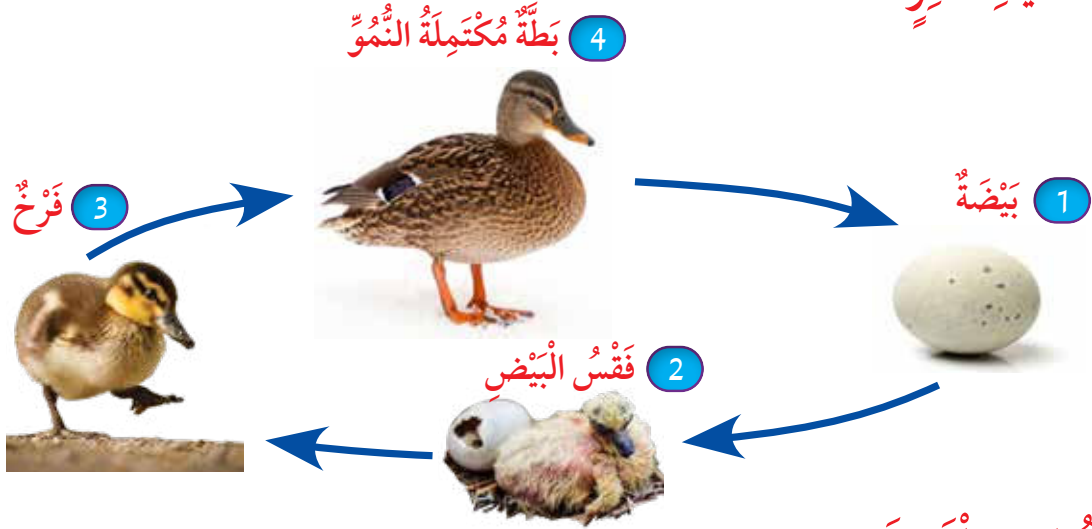 4 بَطَّةٌ مُكْتَمِلَةُ النُّمُوِّ
1 بَيْضَةٌ
3 فَرْخٌ
2 فَقْسُ الْبَيْضِ